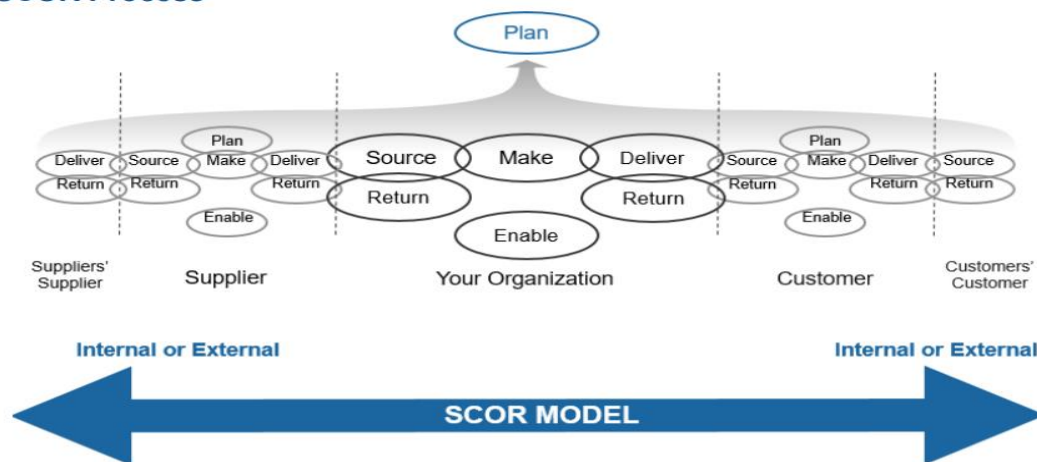 Plan
Plan Plan
Deliver Source Make Deliver Source Make Deliver Source Make Deliver Source
Return Return Return Return Return Return Return Return
Enable Enable Enable
Suppliers' Supplier Your Organization Customer Customers'
Supplier Customer
Internal or External Internal or External
SCOR MODEL